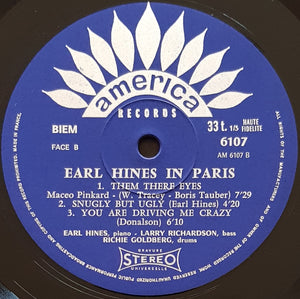 america
RECORDS
BIEM
33 t. 1/3 HAUTE FIDELITE
FACE B
6107
AM 6107 B
EARL HINES IN PARIS
1. THEM THERE EYES
Maceo Pinkard - (W. Tracey - Boris Tauber) 7'29
2. SNUGLY BUT UGLY (Earl Hines) 4'20
3. YOU ARE DRIVING ME CRAZY
(Donalson) 6'10
EARL HINES, piano - LARRY RICHARDSON, bass
RICHIE GOLDBERG, drums
GRAVURE
STEREO
UNIVERSELLE
MADE IN FRANCE